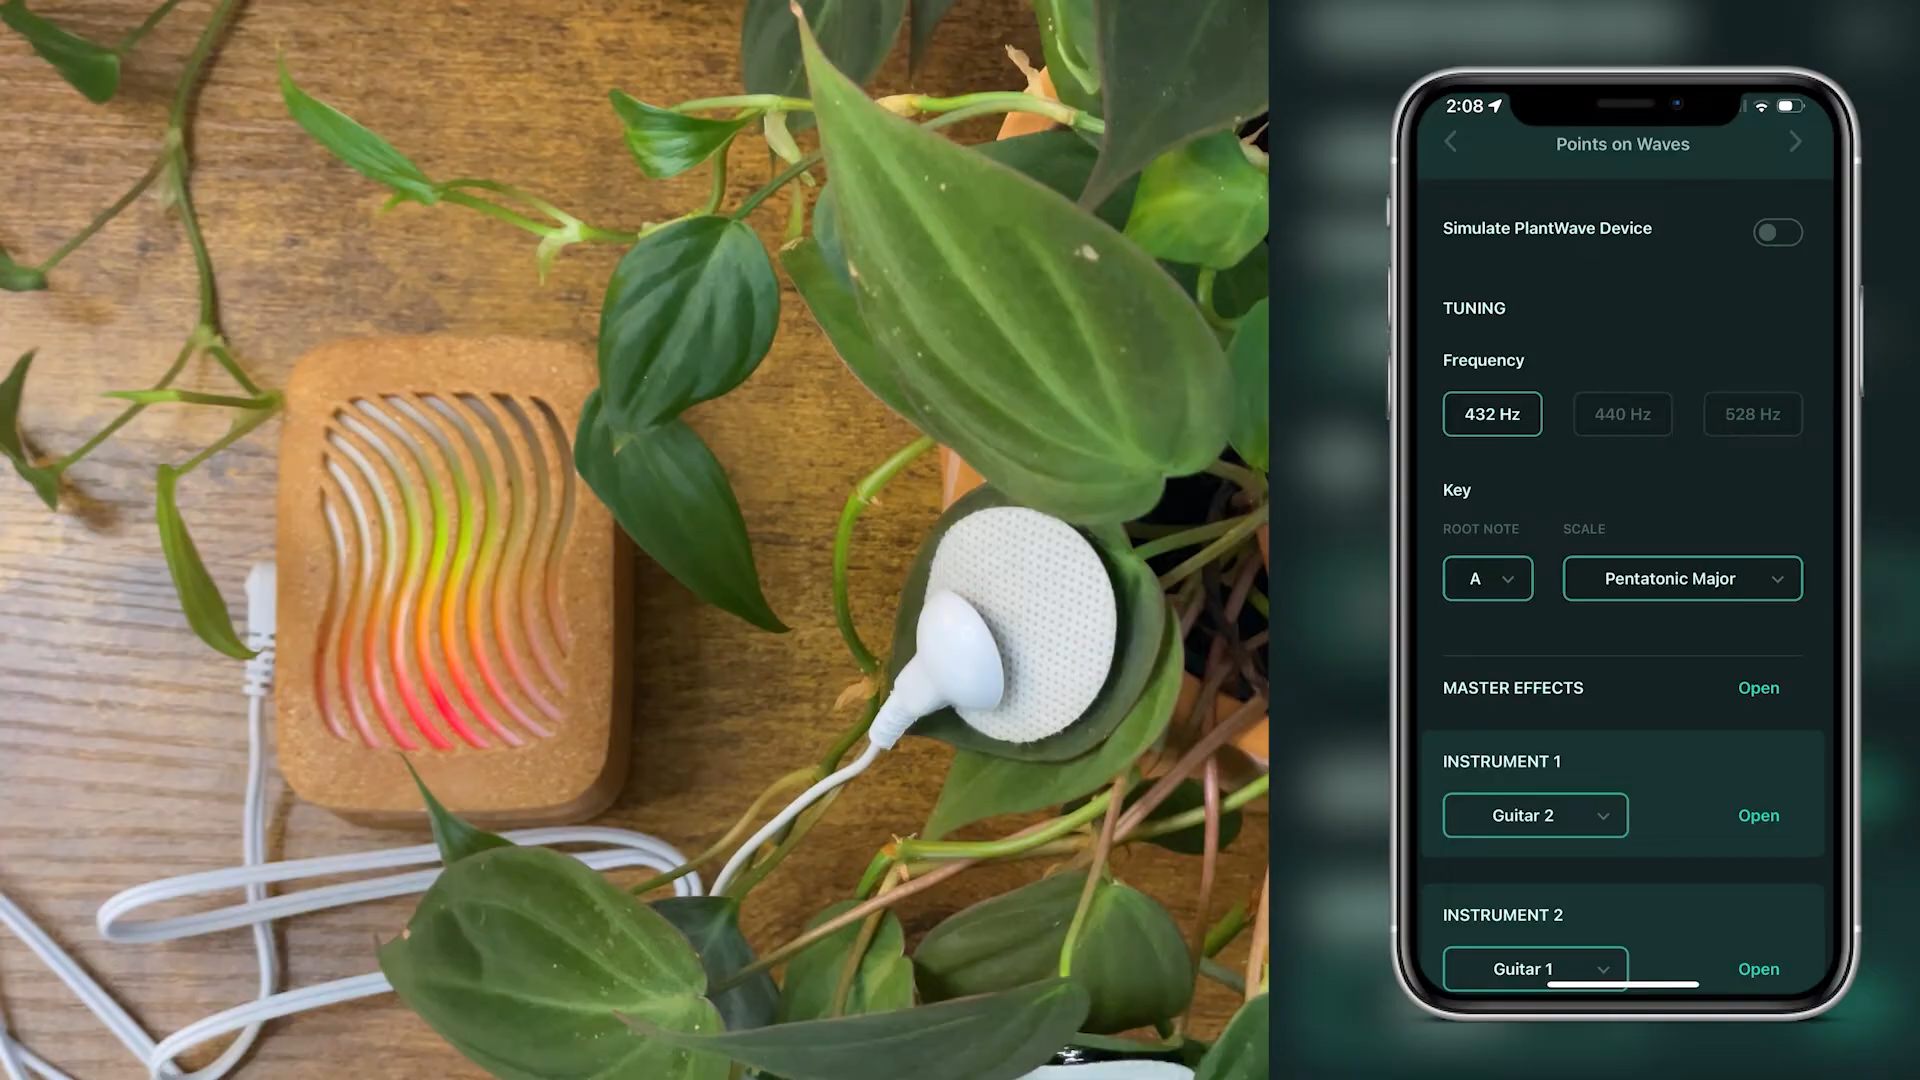 2:08
Points on Waves
Simulate PlantWave Device
TUNING
Frequency
432 Hz 440 Hz 528 Hz
Key
ROOT NOTE SCALE
A Pentatonic Major
MASTER EFFECTS Open
INSTRUMENT 1
Guitar 2 Open
INSTRUMENT 2
Guitar 1 Open